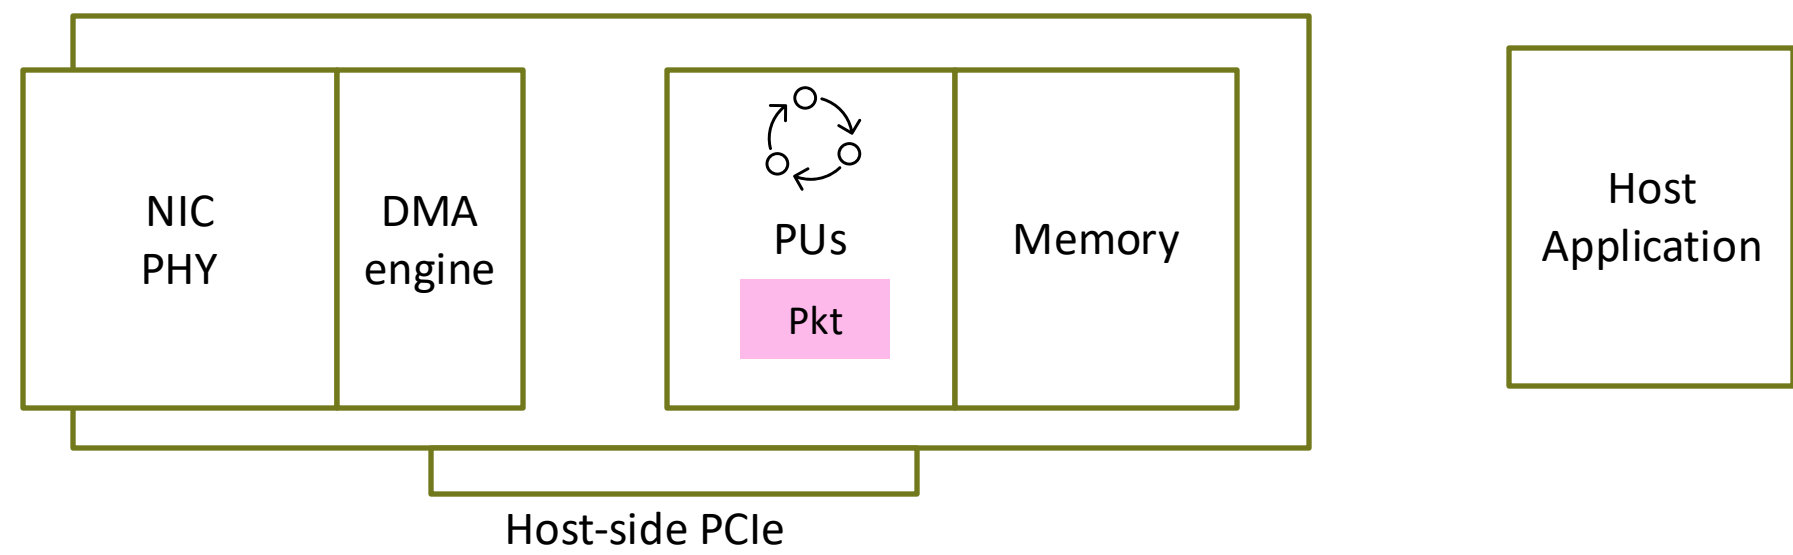 NIC
PHY
DMA
engine
PUs
Pkt
Memory
Host
Application
Host-side PCIe